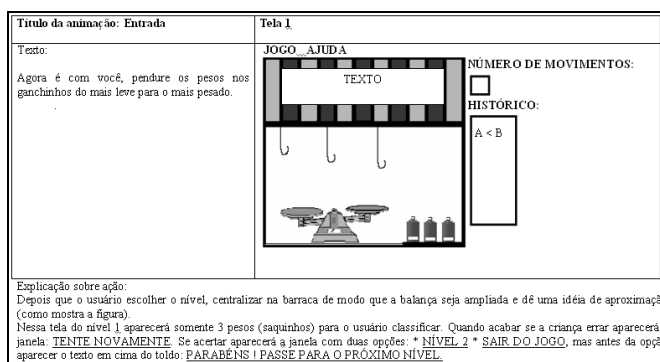 Título da animação: Entrada
Tela 1
Texto:
Agora é com você, pendure os pesos nos
ganchinhos do mais leve para o mais pesado.
.
JOGO AJUDA
TEXTO
NÚMERO DE MOVIMENTOS:
HISTÓRICO:
A < B
Explicação sobre ação:
Depois que o usuário escolher o nível, centralizar na barraca de modo que a balança seja ampliada e dê uma idéia de aproximaçã
(como mostra a figura).
Nessa tela do nível 1 aparecerá somente 3 pesos (saquinhos) para o usuário classificar. Quando acabar se a criança errar aparecerá
janela: TENTE NOVAMENTE. Se acertar aparecerá a janela com duas opções: * NÍVEL 2 * SAIR DO JOGO, mas antes da opçã
aparecer o texto em cima do toldo: PARABÉNS ! PASSE PARA O PRÓXIMO NÍVEL.